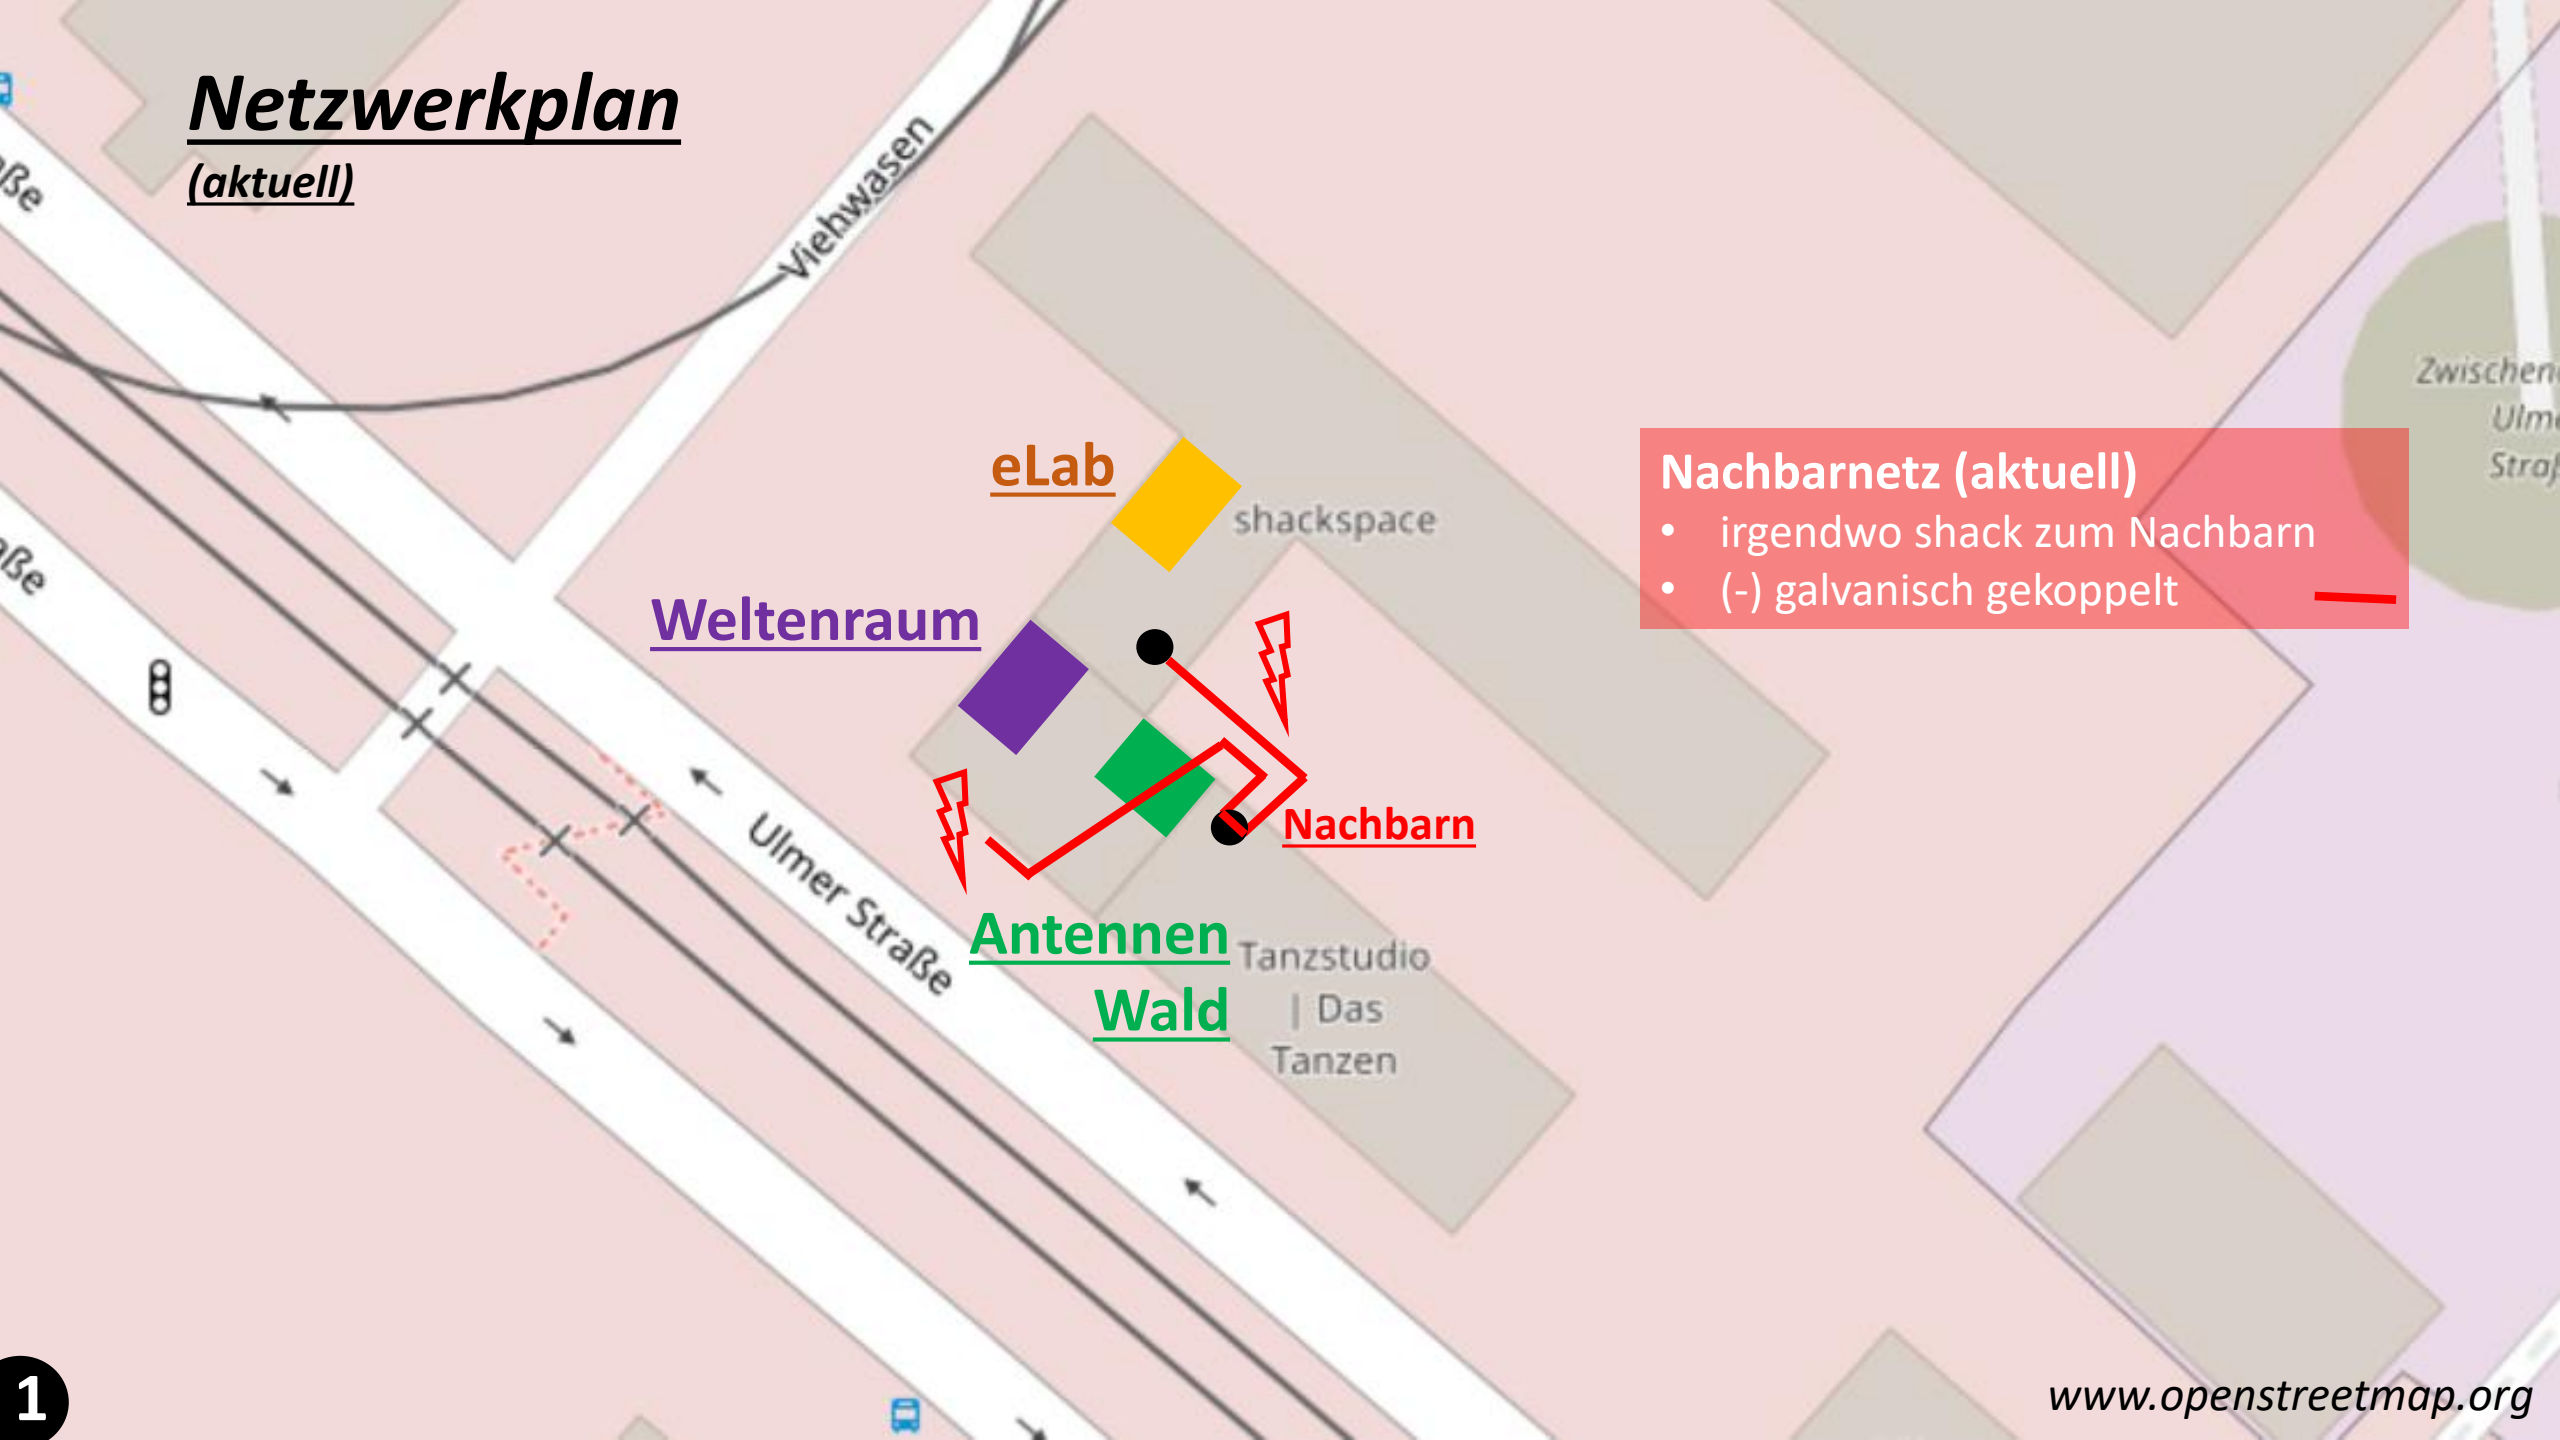 Netzwerkplan
(aktuell)
Viehwasen
eLab
shackspace
Weltenraum
Nachbarnetz (aktuell)
• irgendwo shack zum Nachbarn
• (-) galvanisch gekoppelt
Ulmer Straße
Nachbarn
Antennen
Wald
Tanzstudio
| Das
Tanzen
1
www.openstreetmap.org